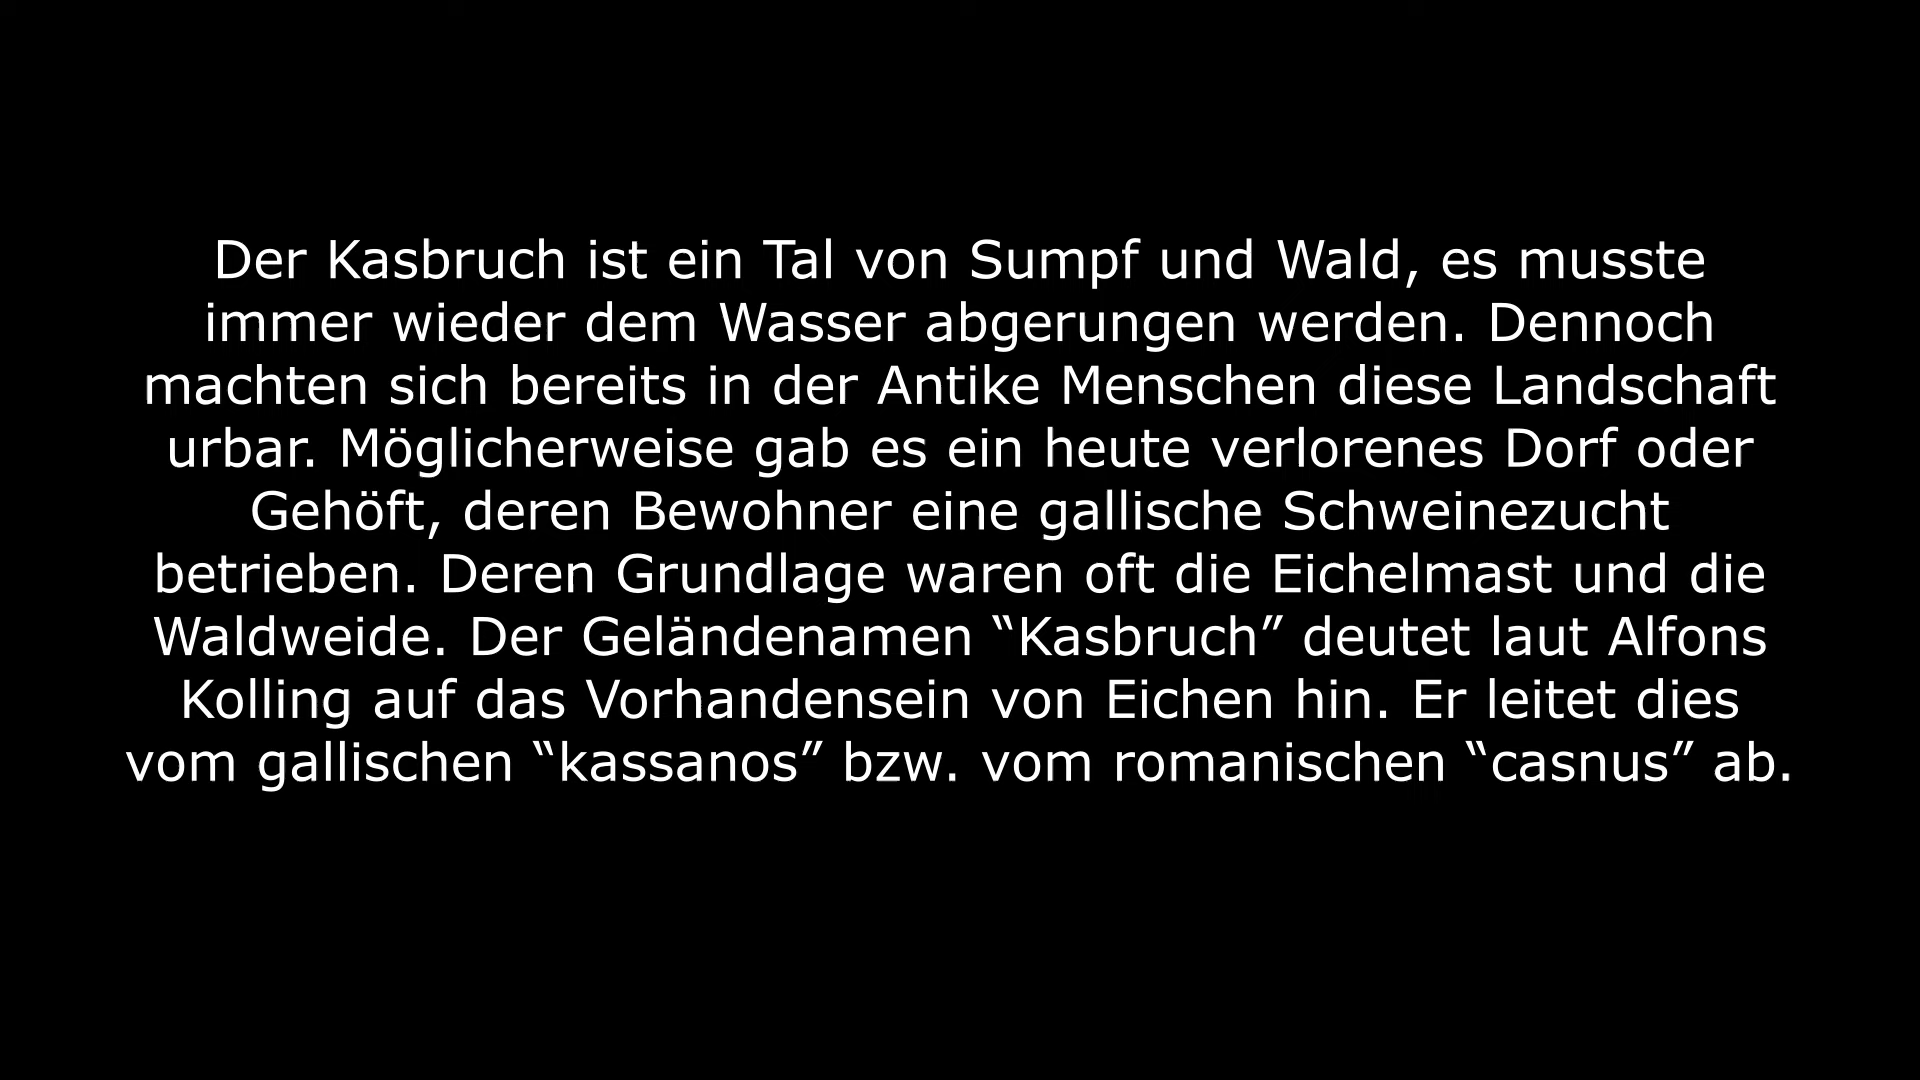 Der Kasbruch ist ein Tal von Sumpf und Wald, es musste
immer wieder dem Wasser abgerungen werden. Dennoch
machten sich bereits in der Antike Menschen diese Landschaft
urbar. Möglicherweise gab es ein heute verlorenes Dorf oder
Gehöft, deren Bewohner eine gallische Schweinezucht
betrieben. Deren Grundlage waren oft die Eichelmast und die
Waldweide. Der Geländenamen “Kasbruch” deutet laut Alfons
Kolling auf das Vorhandensein von Eichen hin. Er leitet dies
vom gallischen “kassanos” bzw. vom romanischen “casnus” ab.